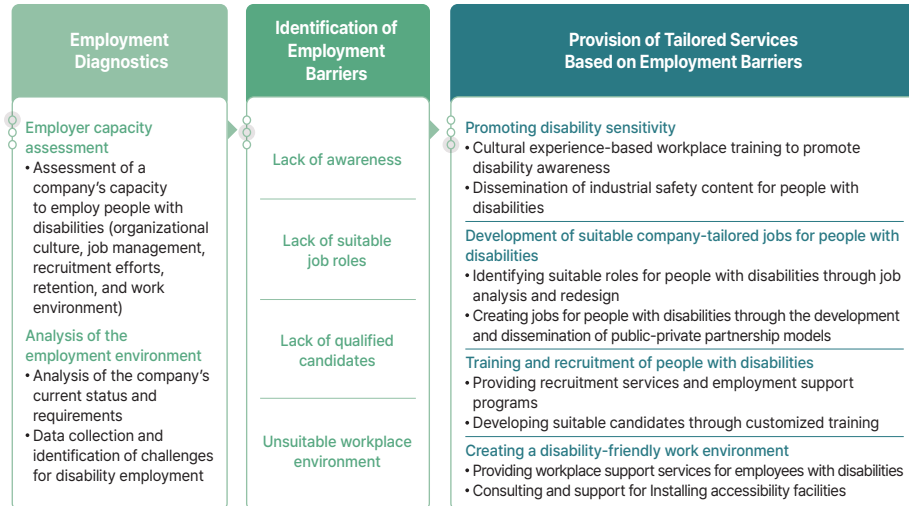 Employment
Diagnostics
Employer capacity
assessment
• Assessment of a
company's capacity
to employ people with
disabilities (organizational
culture, job management,
recruitment efforts,
retention, and work
environment)
Analysis of the
employment environment
• Analysis of the company's
current status and
requirements
• Data collection and
identification of challenges
for disability employment
Identification of
Employment
Barriers
Lack of awareness
Lack of suitable
job roles
Lack of qualified
candidates
Unsuitable workplace
environment
Provision of Tailored Services
Based on Employment Barriers
Promoting disability sensitivity
• Cultural experience-based workplace training to promote
disability awareness
• Dissemination of industrial safety content for people with
disabilities
Development of suitable company-tailored jobs for people with
disabilities
• Identifying suitable roles for people with disabilities through job
analysis and redesign
• Creating jobs for people with disabilities through the development
and dissemination of public-private partnership models
Training and recruitment of people with disabilities
• Providing recruitment services and employment support
programs
• Developing suitable candidates through customized training
Creating a disability-friendly work environment
• Providing workplace support services for employees with disabilities
• Consulting and support for Installing accessibility facilities